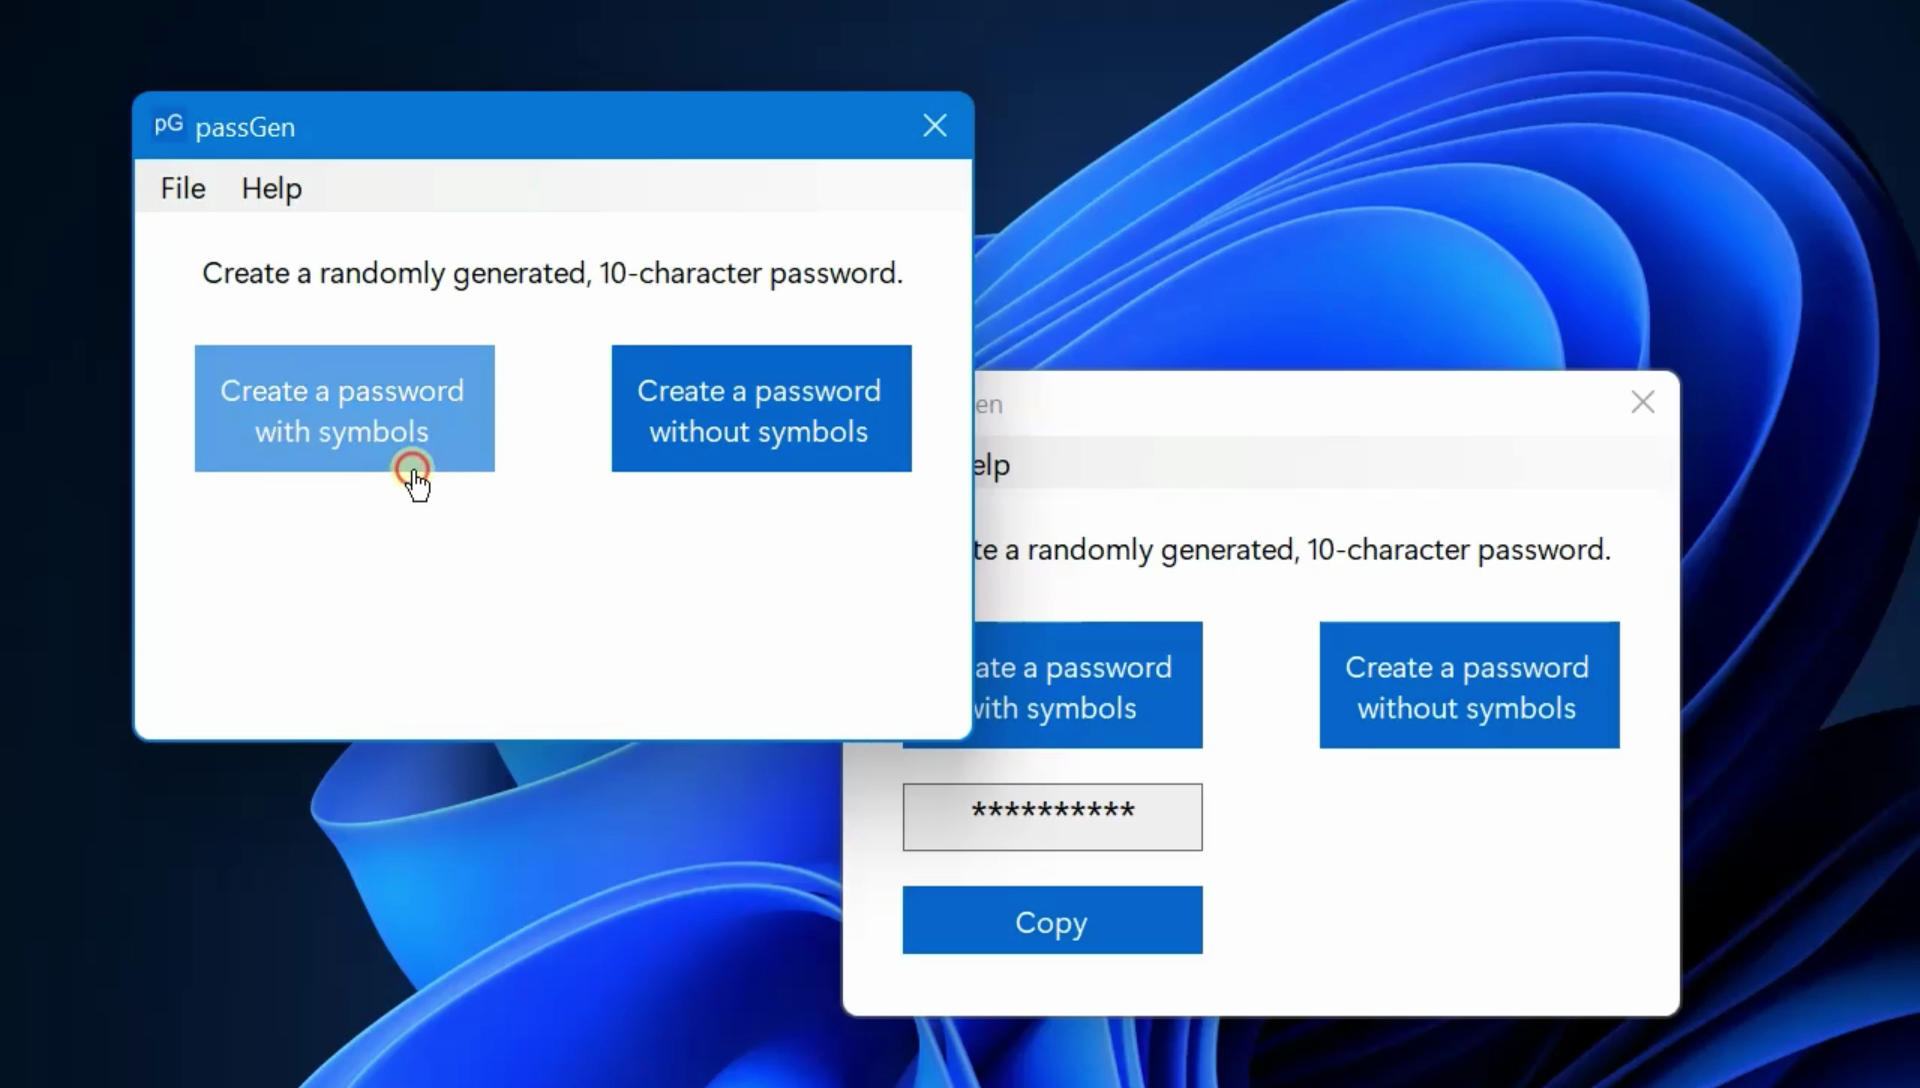 pG passGen
File Help
Create a randomly generated, 10-character password.
Create a password
with symbols
Create a password
without symbols
en
elp
te a randomly generated, 10-character password.
ate a password
with symbols
Create a password
without symbols
**********
Copy